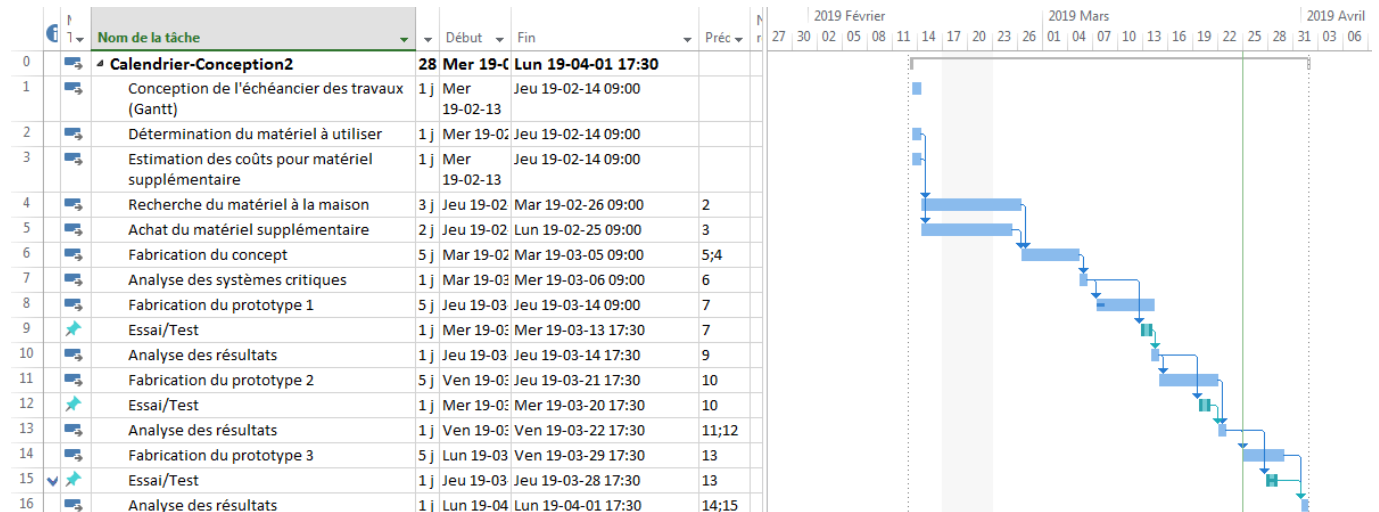 2019 Février 2019 Mars 2019 Avril
Nom de la tâche Début Fin Préc 27 30 02 05 08 11 14 17 20 23 26 01 04 07 10 13 16 19 22 25 28 31 03 06
0 Calendrier-Conception2 28 Mer 19-0 Lun 19-04-01 17:30
1 Conception de l'échéancier des travaux 1 j Mer Jeu 19-02-14 09:00
(Gantt) 19-02-13
2 Détermination du matériel à utiliser 1 j Mer 19-02 Jeu 19-02-14 09:00
3 Estimation des coûts pour matériel 1 j Mer Jeu 19-02-14 09:00
supplémentaire 19-02-13
4 Recherche du matériel à la maison 3 j Jeu 19-02 Mar 19-02-26 09:00 2
5 Achat du matériel supplémentaire 2 j Jeu 19-02 Lun 19-02-25 09:00 3
6 Fabrication du concept 5 j Mar 19-02 Mar 19-03-05 09:00 5;4
7 Analyse des systèmes critiques 1 j Mar 19-03 Mer 19-03-06 09:00 6
8 Fabrication du prototype 1 5 j Jeu 19-03 Jeu 19-03-14 09:00 7
9 Essai/Test 1 j Mer 19-03 Mer 19-03-13 17:30 7
10 Analyse des résultats 1 j Jeu 19-03 Jeu 19-03-14 17:30 9
11 Fabrication du prototype 2 5 j Ven 19-03 Jeu 19-03-21 17:30 10
12 Essai/Test 1 j Mer 19-03 Mer 19-03-20 17:30 10
13 Analyse des résultats 1 j Ven 19-03 Ven 19-03-22 17:30 11;12
14 Fabrication du prototype 3 5 j Lun 19-03 Ven 19-03-29 17:30 13
15 Essai/Test 1 j Jeu 19-03 Jeu 19-03-28 17:30 13
16 Analyse des résultats 1 j Lun 19-04 Lun 19-04-01 17:30 14;15